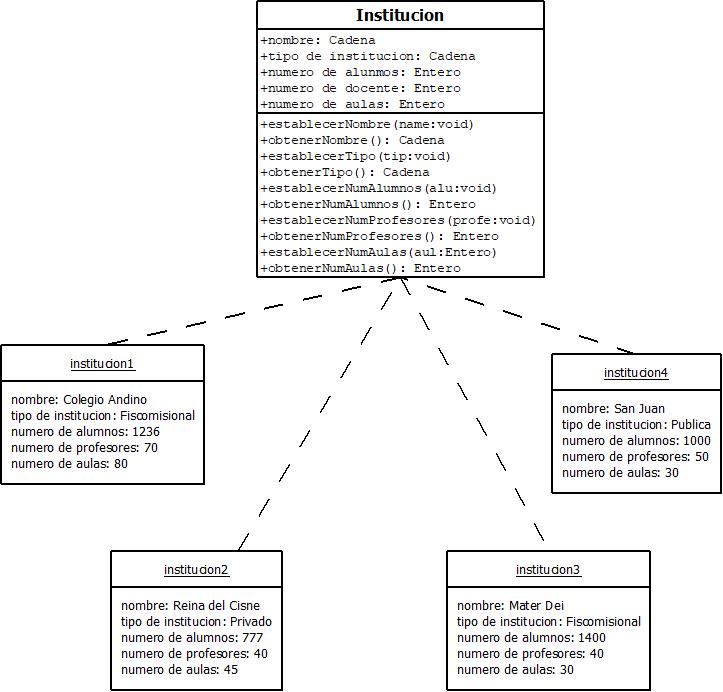 Institucion
+nombre: Cadena
+tipo de institucion: Cadena
+numero de alunmos: Entero
+numero de docente: Entero
+numero de aulas: Entero
+establecerNombre(name:void)
+obtenerNombre(): Cadena
+establecerTipo(tip:void)
+obtenerTipo(): Cadena
+establecerNumAlumnos(alu:void)
+obtenerNumAlumnos(): Entero
+establecerNumProfesores(profe:void)
+obtenerNumProfesores(): Entero
+establecerNumAulas(aul:Entero)
+obtenerNumAulas(): Entero
institucion1
nombre: Colegio Andino
tipo de institucion: Fiscomisional
numero de alumnos: 1236
numero de profesores: 70
numero de aulas: 80
institucion4
nombre: San Juan
tipo de institucion: Publica
numero de alumnos: 1000
numero de profesores: 50
numero de aulas: 30
institucion2
nombre: Reina del Cisne
tipo de institucion: Privado
numero de alumnos: 777
numero de profesores: 40
numero de aulas: 45
institucion3
nombre: Mater Dei
tipo de institucion: Fiscomisional
numero de alumnos: 1400
numero de profesores: 40
numero de aulas: 30